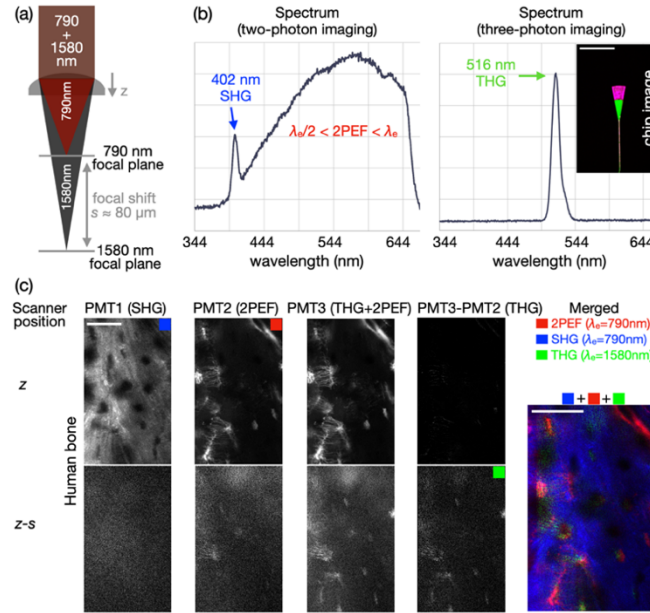 (a)
790
+
1580
nm
z
790nm
790 nm
focal plane
1580nm
focal shift
s ≈ 80 μm
1580 nm
focal plane
(b)
Spectrum
(two-photon imaging)
402 nm
SHG
λe/2 < 2PEF < λe
344 444 544 644
wavelength (nm)
Spectrum
(three-photon imaging)
516 nm
THG
chip image
344 444 544 644
wavelength (nm)
(c)
Scanner
position
PMT1 (SHG) PMT2 (2PEF) PMT3 (THG+2PEF) PMT3-PMT2 (THG) Merged
2PEF (λe=790nm)
SHG (λe=790nm)
THG (λe=1580nm)
z
+ +
Human bone
z-s